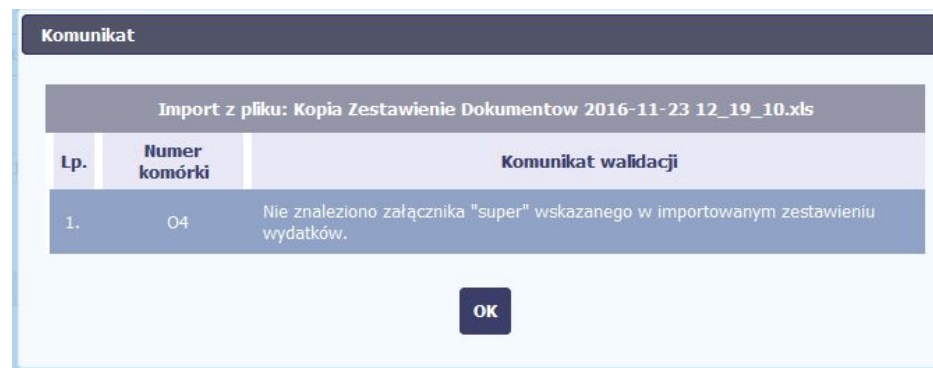 Komunikat
Import z pliku: Kopia Zestawienie Dokumentow 2016-11-23 12_19_10.xls
Lp. Numer komórki Komunikat walidacji
1. O4 Nie znaleziono załącznika "super" wskazanego w importowanym zestawieniu
wydatków.
OK